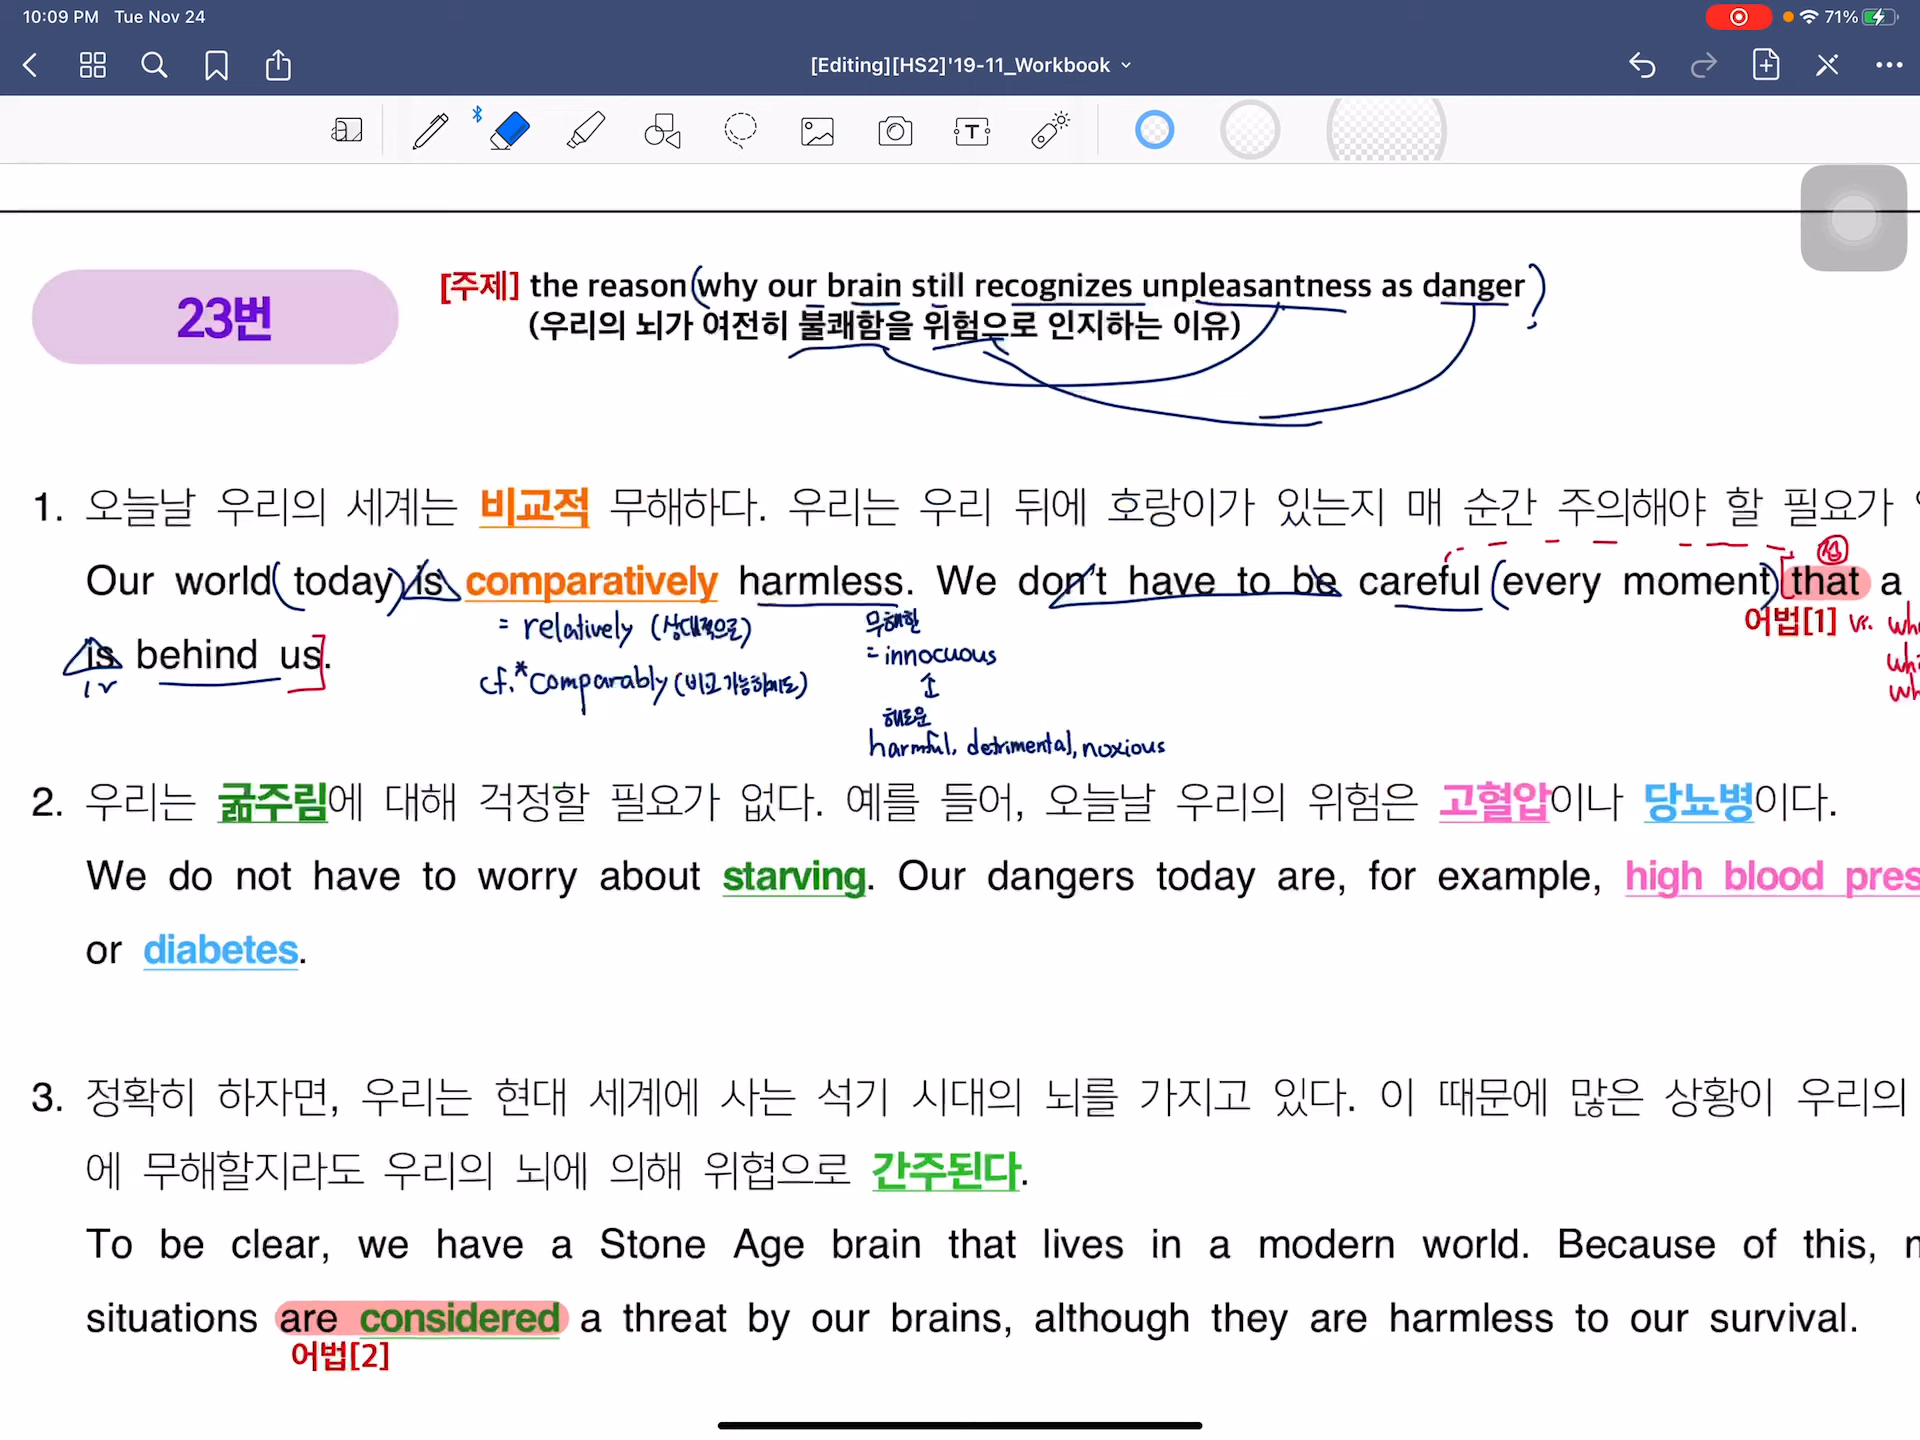 10:09 PM Tue Nov 24
71%
[Editing][HS2]'19-11_Workbook
23번
[주제] the reason (why our brain still recognizes unpleasantness as danger)
(우리의 뇌가 여전히 불쾌함을 위험으로 인지하는 이유)
1. 오늘날 우리의 세계는 비교적 무해하다. 우리는 우리 뒤에 호랑이가 있는지 매 순간 주의해야 할 필요가
Our world (today) is comparatively harmless. We don't have to be careful (every moment) [that a
어법[1] vs.
= relatively (상대적으로)
무해한
= innocuous
is behind us].
cf.*comparably (비교가능하게도)
해로운
harmful, detrimental, noxious
2. 우리는 굶주림에 대해 걱정할 필요가 없다. 예를 들어, 오늘날 우리의 위험은 고혈압이나 당뇨병이다.
We do not have to worry about starving. Our dangers today are, for example, high blood pres
or diabetes.
3. 정확히 하자면, 우리는 현대 세계에 사는 석기 시대의 뇌를 가지고 있다. 이 때문에 많은 상황이 우리의
에 무해할지라도 우리의 뇌에 의해 위협으로 간주된다.
To be clear, we have a Stone Age brain that lives in a modern world. Because of this,
situations are considered a threat by our brains, although they are harmless to our survival.
어법[2]